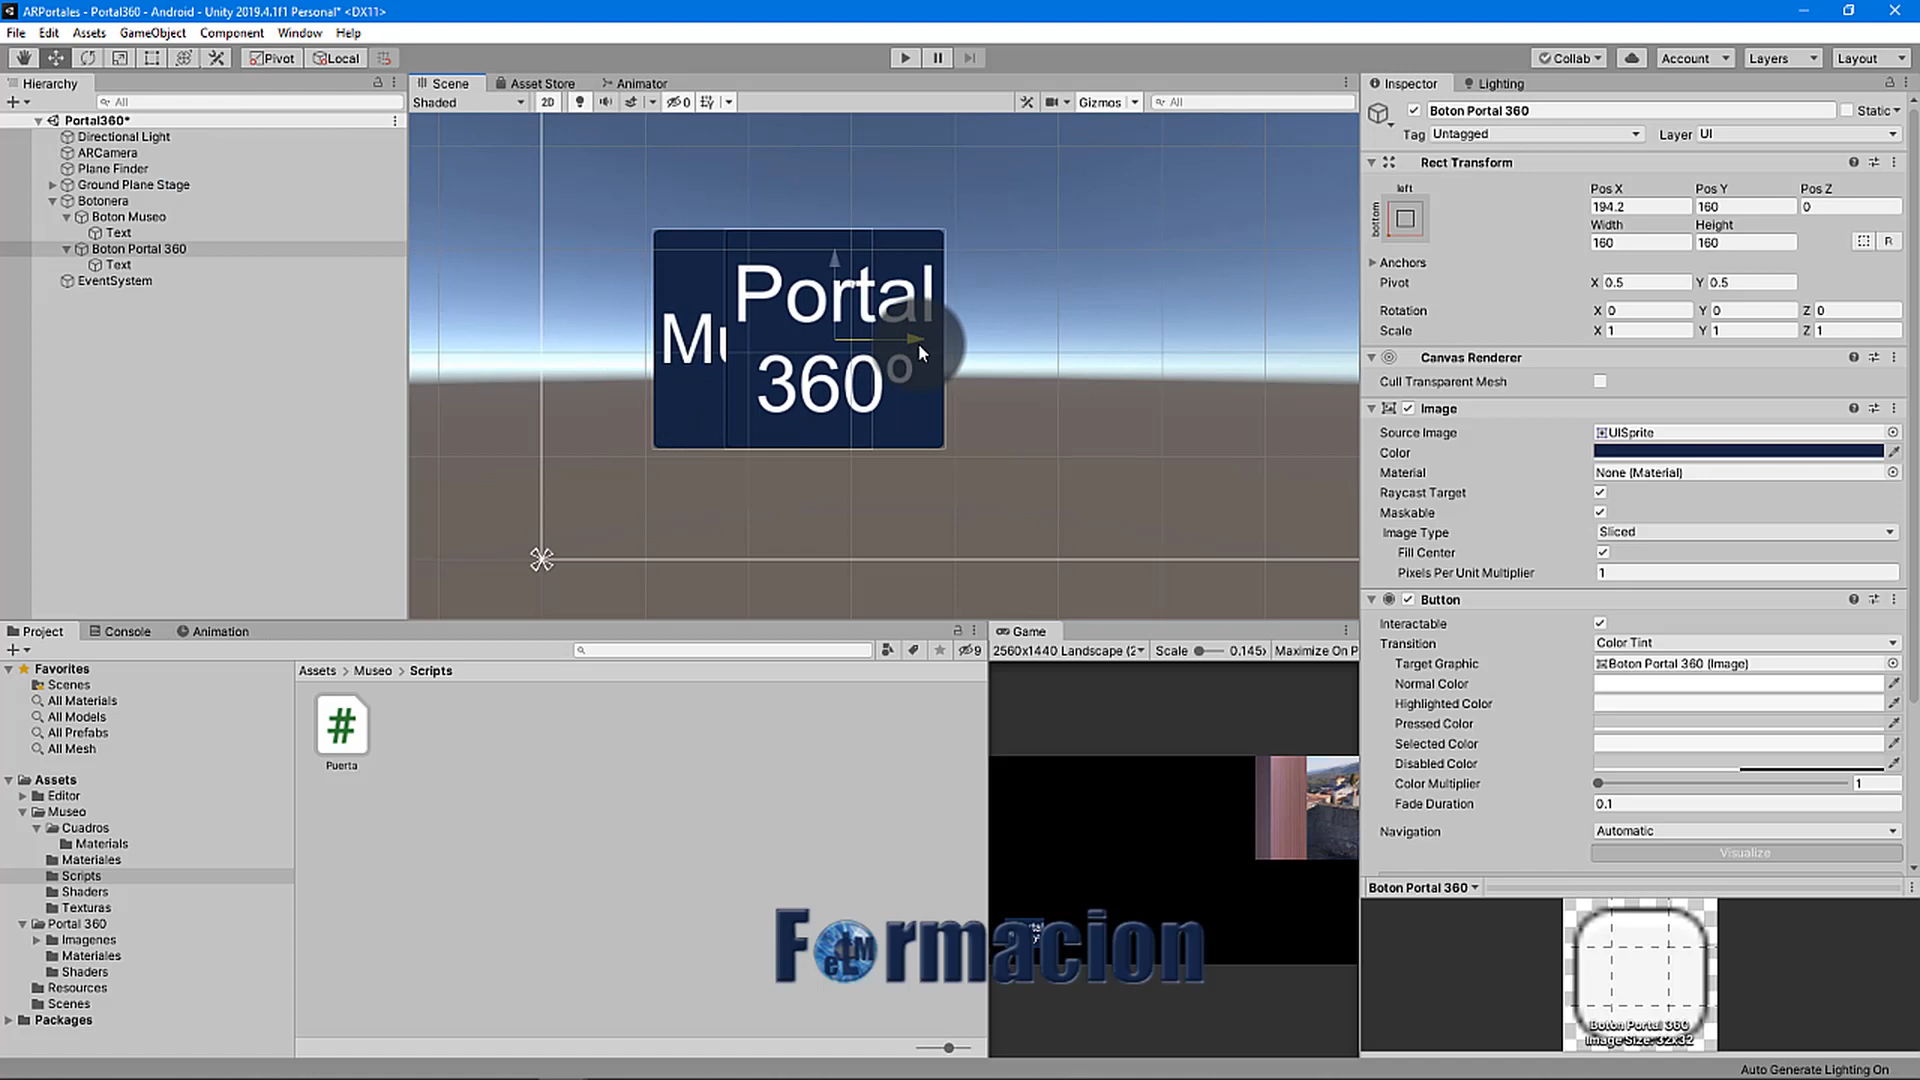 ARPortales - Portal360 - Android - Unity 2019.4.1f1 Personal* <DX11>
File Edit Assets GameObject Component Window Help
Pivot Local Collab Account Layers Layout
Hierarchy
All
Portal360*
Directional Light
ARCamera
Plane Finder
Ground Plane Stage
Botonera
Boton Museo
Text
Boton Portal 360
Text
EventSystem
Scene Asset Store Animator
Shaded 2D 0 Gizmos All
Mu
Portal
360º
Inspector Lighting
Boton Portal 360 Static
Tag Untagged Layer UI
Rect Transform
left
bottom
Pos X Pos Y Pos Z
194.2 160 0
Width Height
160 160 R
Anchors
Pivot X 0.5 Y 0.5
Rotation X 0 Y 0 Z 0
Scale X 1 Y 1 Z 1
Canvas Renderer
Cull Transparent Mesh
Image
Source Image UISprite
Color
Material None (Material)
Raycast Target
Maskable
Image Type Sliced
Fill Center
Pixels Per Unit Multiplier 1
Button
Interactable
Transition Color Tint
Target Graphic Boton Portal 360 (Image)
Normal Color
Highlighted Color
Pressed Color
Selected Color
Disabled Color
Color Multiplier 1
Fade Duration 0.1
Navigation Automatic
Visualize
Boton Portal 360
Boton Portal 360
Image Size: 32x32
Project Console Animation
9
Favorites
Scenes
All Materials
All Models
All Prefabs
All Mesh
Assets
Editor
Museo
Cuadros
Materials
Materiales
Scripts
Shaders
Texturas
Portal 360
Imagenes
Materiales
Shaders
Resources
Scenes
Packages
Assets > Museo > Scripts
#
Puerta
Game
2560x1440 Landscape (2 Scale 0.145x Maximize On P
Formacion
eLM
Auto Generate Lighting On